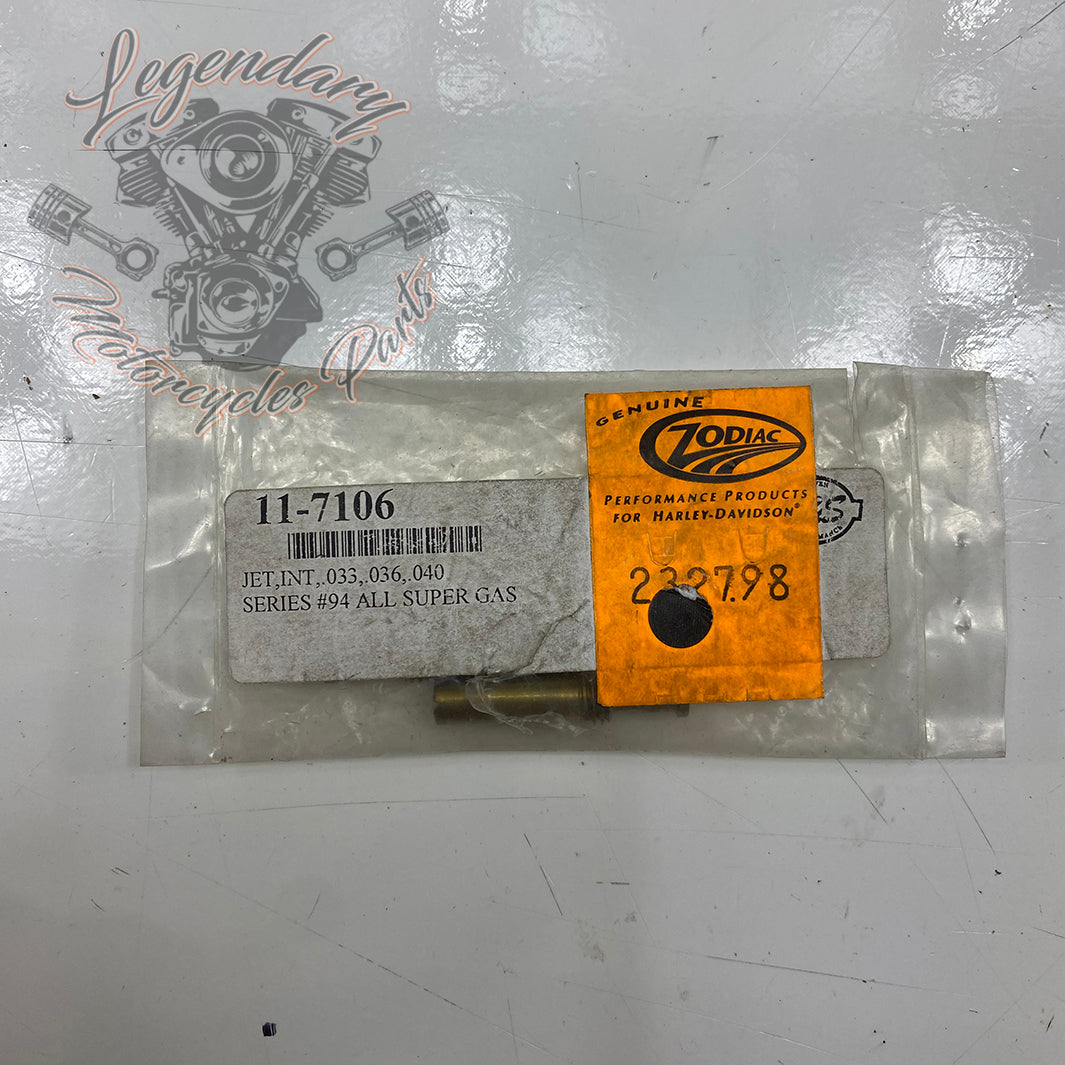 Legendary
Motorcycles Parts
GENUINE
ZODIAC
PERFORMANCE PRODUCTS
FOR HARLEY-DAVIDSON®
11-7106
JET,INT,.033,.036,.040
SERIES #94 ALL SUPER GAS